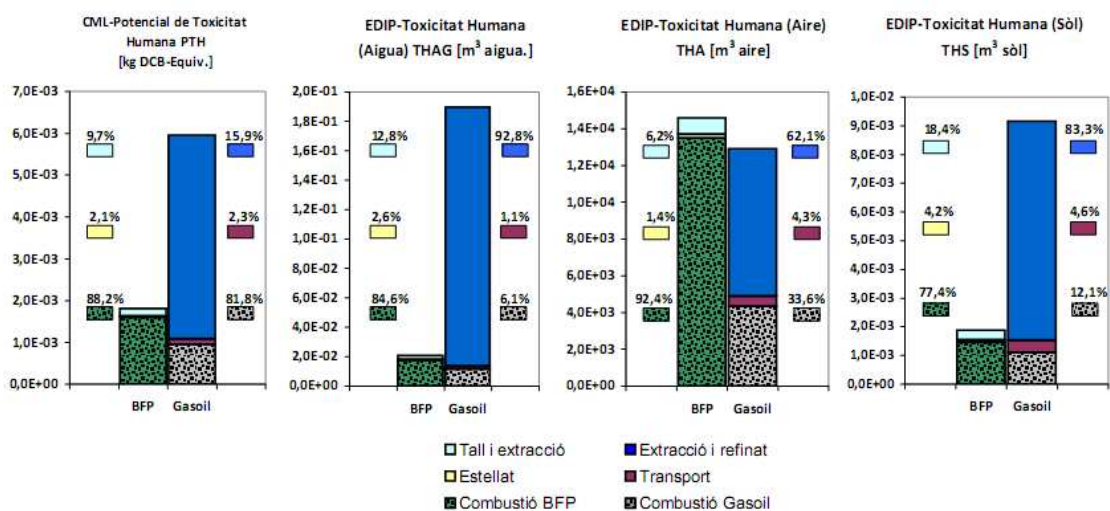 CML-Potencial de Toxicitat
Humana PTH
[kg DCB-Equiv.]
7,0E-03
6,0E-03
5,0E-03
4,0E-03
3,0E-03
2,0E-03
1,0E-03
0,0E+00
9,7%
2,1%
88,2%
15,9%
2,3%
81,8%
BFP Gasoil
EDIP-Toxicitat Humana
(Aigua) THAG [m³ aigua.]
2,0E-01
1,8E-01
1,6E-01
1,4E-01
1,2E-01
1,0E-01
8,0E-02
6,0E-02
4,0E-02
2,0E-02
0,0E+00
12,8%
2,6%
84,6%
92,8%
1,1%
6,1%
BFP Gasoil
EDIP-Toxicitat Humana (Aire)
THA [m³ aire]
1,6E+04
1,4E+04
1,2E+04
1,0E+04
8,0E+03
6,0E+03
4,0E+03
2,0E+03
0,0E+00
6,2%
1,4%
92,4%
62,1%
4,3%
33,6%
BFP Gasoil
EDIP-Toxicitat Humana (Sòl)
THS [m³ sòl]
1,0E-02
9,0E-03
8,0E-03
7,0E-03
6,0E-03
5,0E-03
4,0E-03
3,0E-03
2,0E-03
1,0E-03
0,0E+00
18,4%
4,2%
77,4%
83,3%
4,6%
12,1%
BFP Gasoil
Tall i extracció
Extracció i refinat
Estellat
Transport
Combustió BFP
Combustió Gasoil